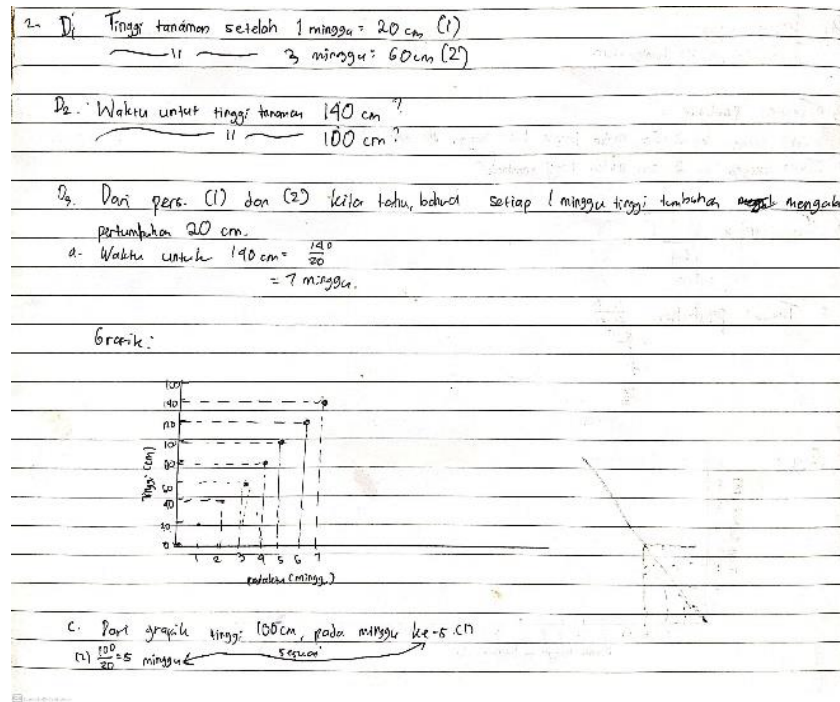 2. D1 Tinggi tanaman setelah 1 minggu = 20 cm (1)
— 11 — 3 minggu: 60 cm (2)
D2. Waktu untuk tinggi tanaman 140 cm ?
— 11 — 100 cm ?
D3. Dari pers. (1) dan (2) kita tahu, bahwa setiap 1 minggu tinggi tumbuhan mengala
pertumbuhan 20 cm.
a. Waktu untuk 140 cm = 140/20
= 7 minggu.
Grafik:
140
120
100
80
60
40
20
0
Tinggi (cm)
1 2 3 4 5 6 7
(minggu)
C. Dari grafik tinggi 100 cm, pada minggu ke-5 (1)
(2) 100/20 = 5 minggu sesuai